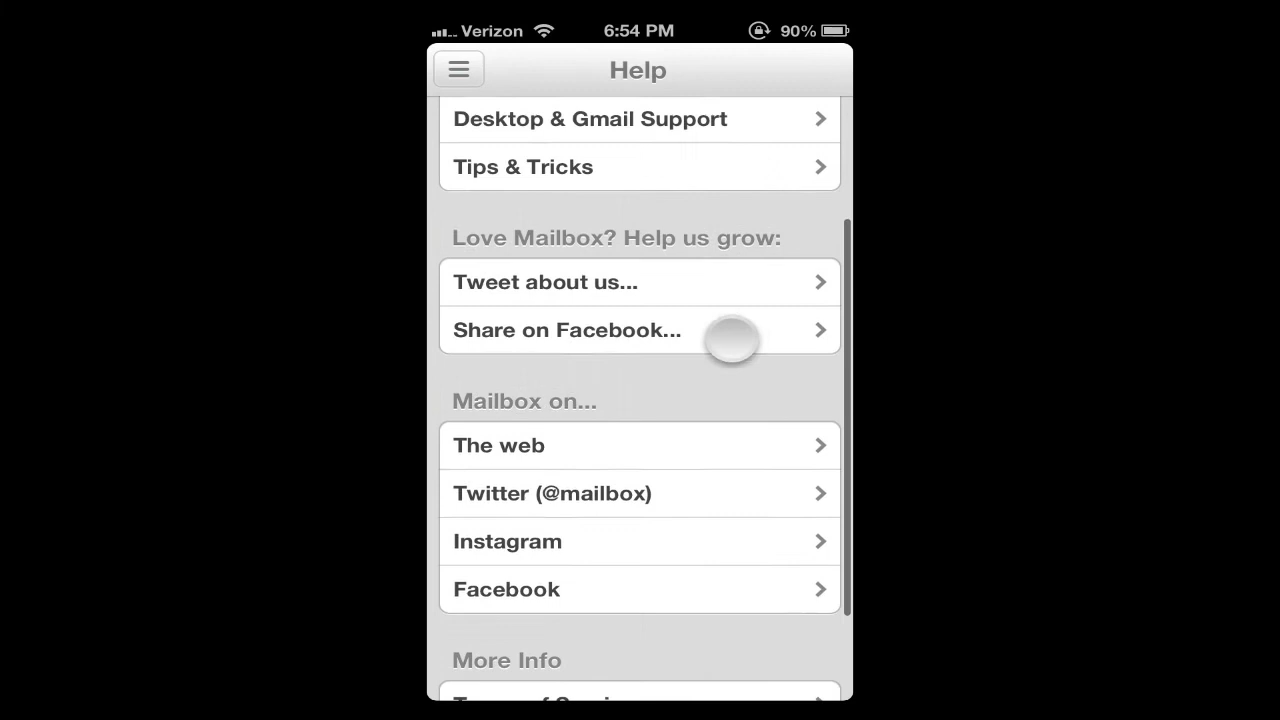 Verizon 6:54 PM 90%
Help
Desktop & Gmail Support
Tips & Tricks
Love Mailbox? Help us grow:
Tweet about us...
Share on Facebook...
Mailbox on...
The web
Twitter (@mailbox)
Instagram
Facebook
More Info